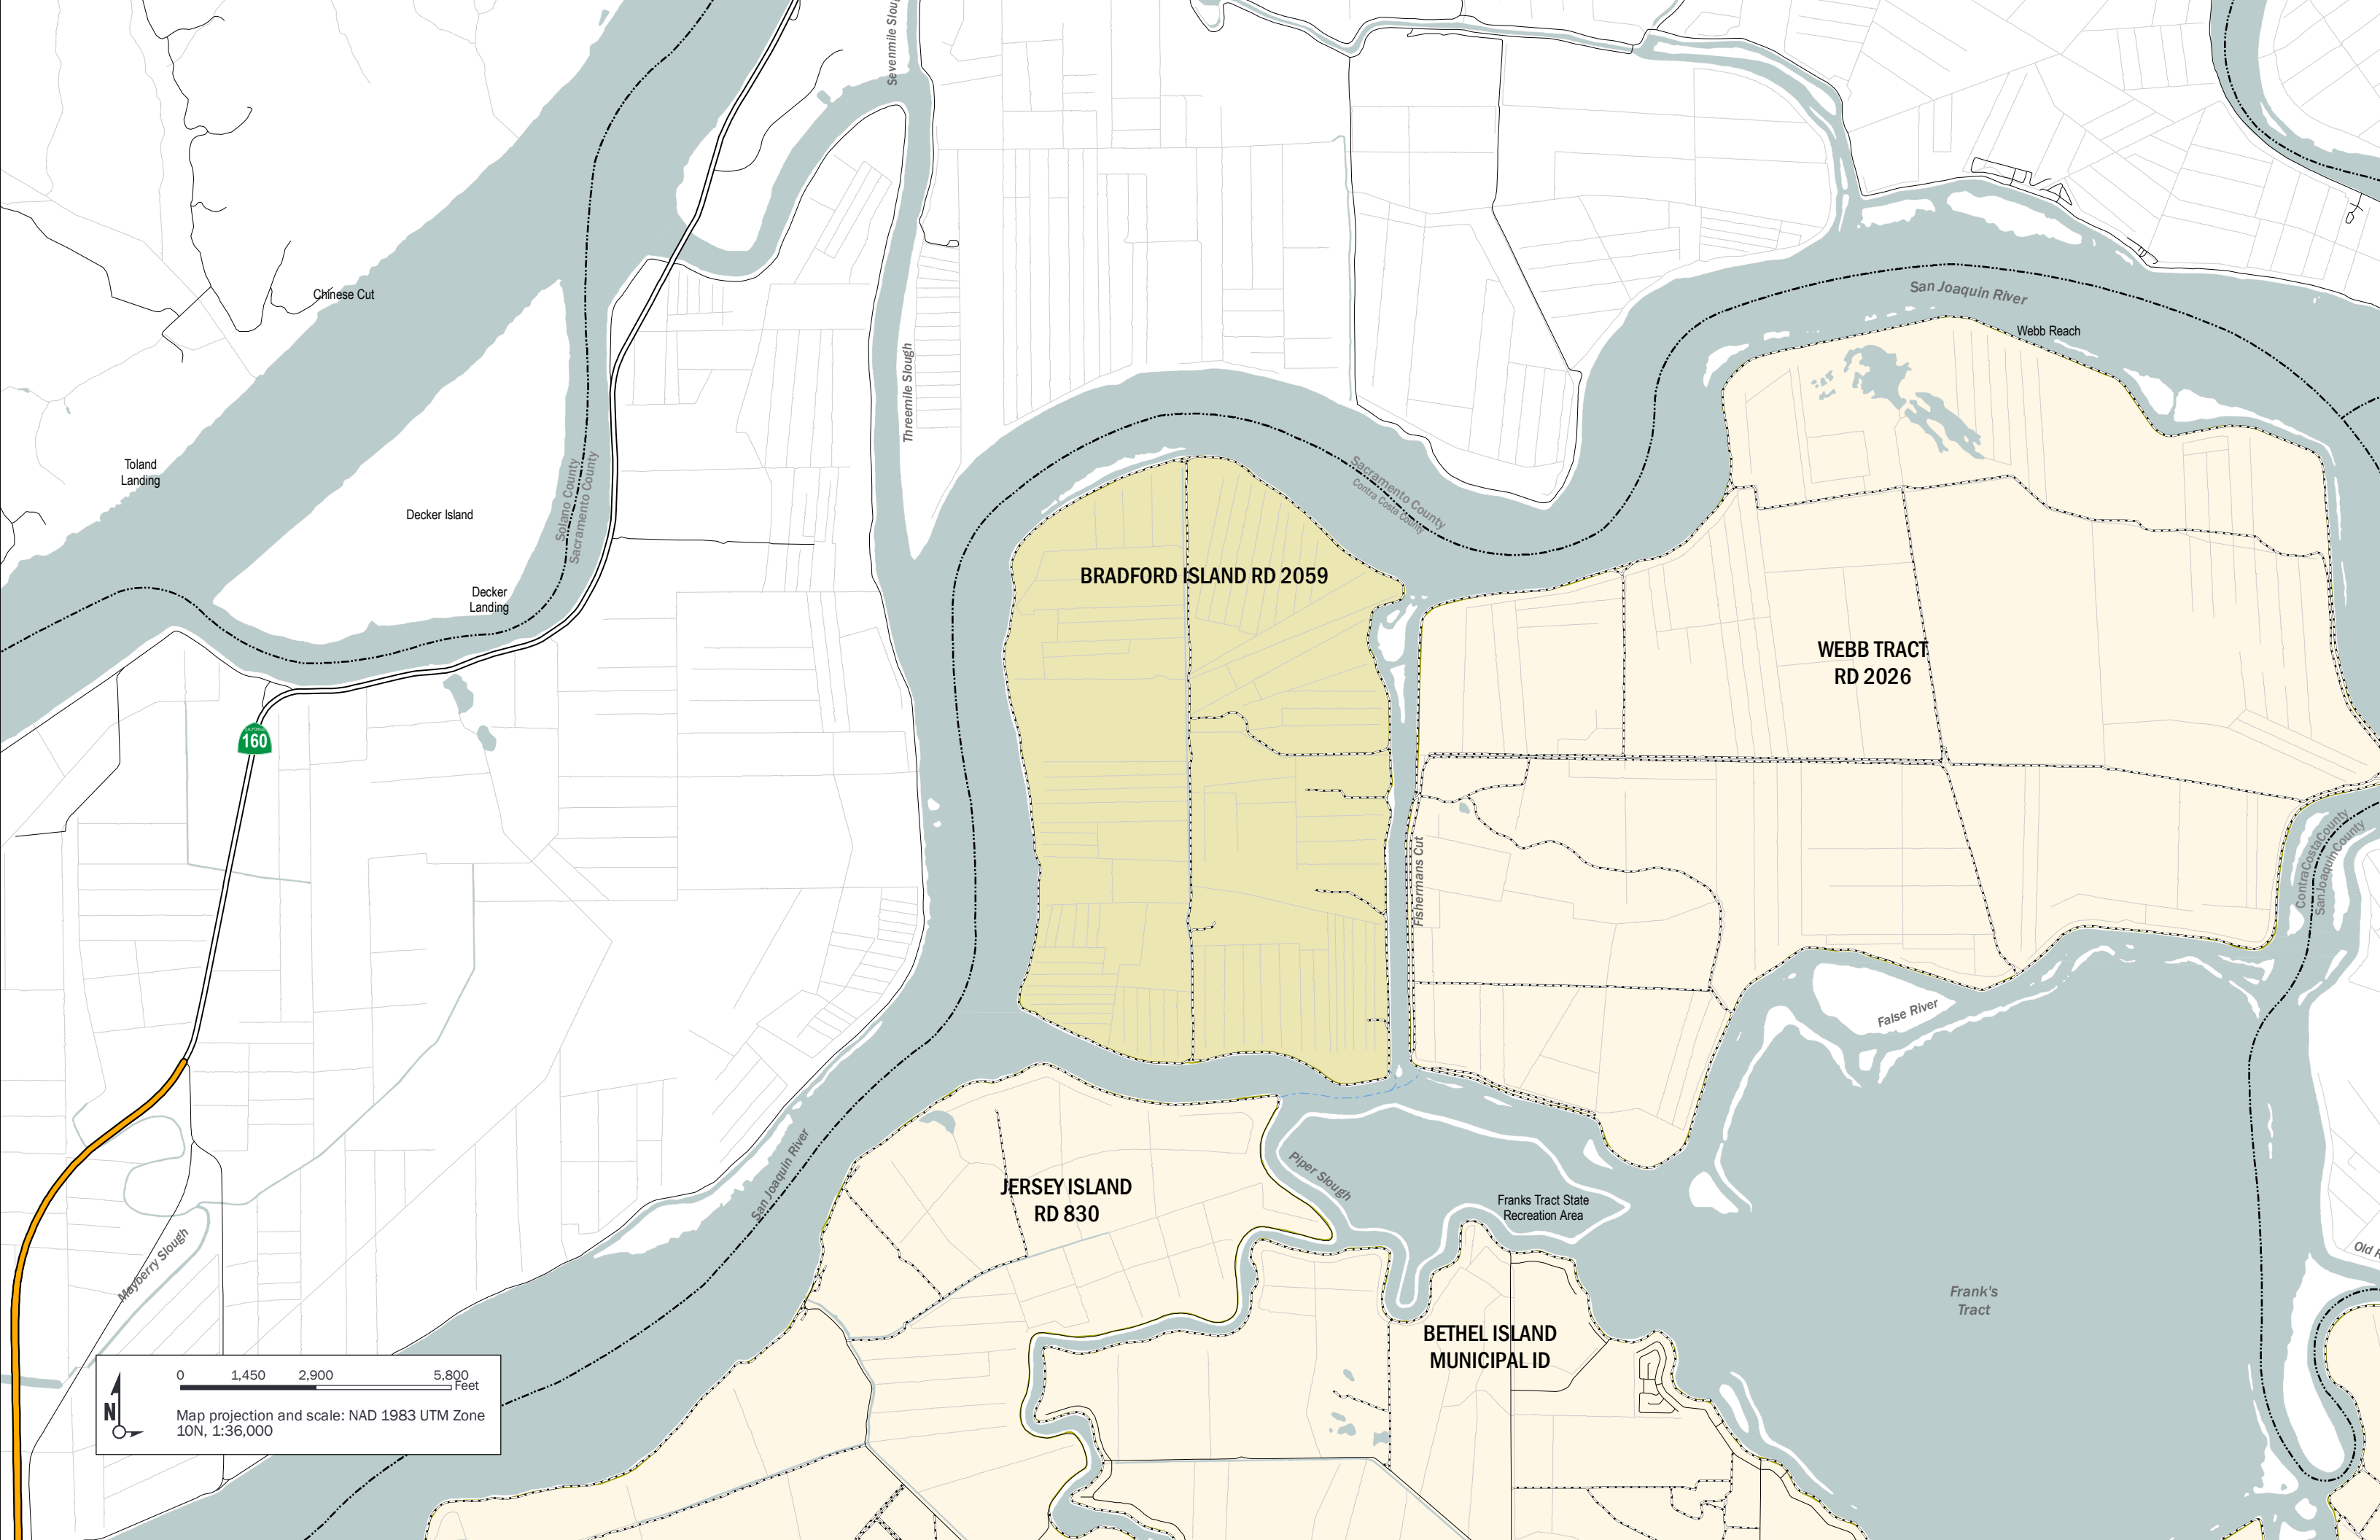 Sevenmile Slou
Chinese Cut
San Joaquin River
Webb Reach
Threemile Slough
Toland
Landing
Decker Island
Solano County
Sacramento County
Sacramento County
Contra Costa County
BRADFORD ISLAND RD 2059
Decker
Landing
WEBB TRACT
RD 2026
160
Fishermans Cut
Contra Costa County
San Joaquin County
False River
San Joaquin River
Piper Slough
JERSEY ISLAND
RD 830
Franks Tract State
Recreation Area
Mayberry Slough
Old R
Frank's
Tract
BETHEL ISLAND
MUNICIPAL ID
0 1,450 2,900 5,800
Feet
N
Map projection and scale: NAD 1983 UTM Zone
10N, 1:36,000